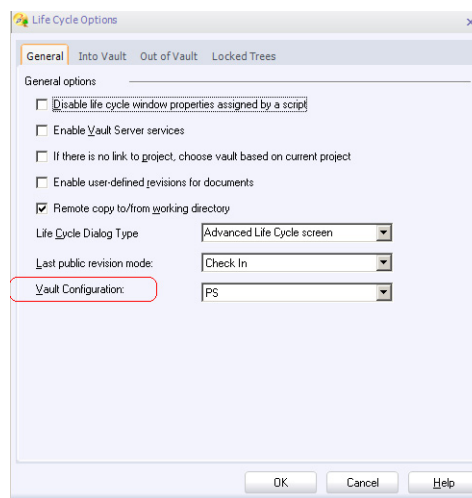 Life Cycle Options
General Into Vault Out of Vault Locked Trees
General options
Disable life cycle window properties assigned by a script
Enable Vault Server services
If there is no link to project, choose vault based on current project
Enable user-defined revisions for documents
Remote copy to/from working directory
Life Cycle Dialog Type Advanced Life Cycle screen
Last public revision mode: Check In
Vault Configuration: PS
OK Cancel Help